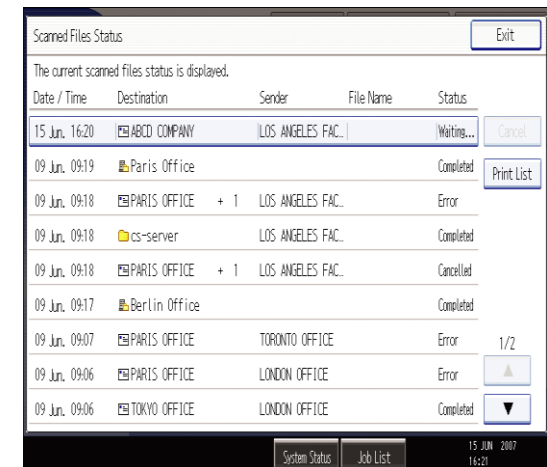 Scanned Files Status Exit
The current scanned files status is displayed.
Date / Time Destination Sender File Name Status
15 Jun. 16:20 ABCD COMPANY LOS ANGELES FAC... Waiting... Cancel
09 Jun. 09:19 Paris Office Completed Print List
09 Jun. 09:18 PARIS OFFICE + 1 LOS ANGELES FAC... Error
09 Jun. 09:18 cs-server LOS ANGELES FAC... Completed
09 Jun. 09:18 PARIS OFFICE + 1 LOS ANGELES FAC... Cancelled
09 Jun. 09:17 Berlin Office Completed
09 Jun. 09:07 PARIS OFFICE TORONTO OFFICE Error 1/2
09 Jun. 09:06 PARIS OFFICE LONDON OFFICE Error
09 Jun. 09:06 TOKYO OFFICE LONDON OFFICE Completed
System Status Job List 15 JUN 2007
16:21